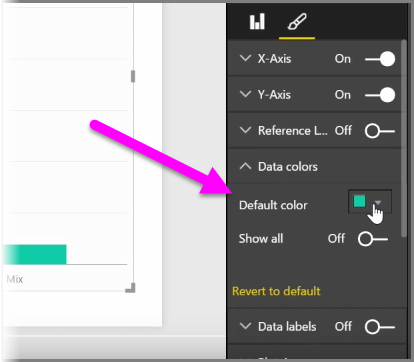 X-Axis On
Y-Axis On
Reference L... Off
Data colors
Default color
Show all Off
Mix
Revert to default
Data labels Off